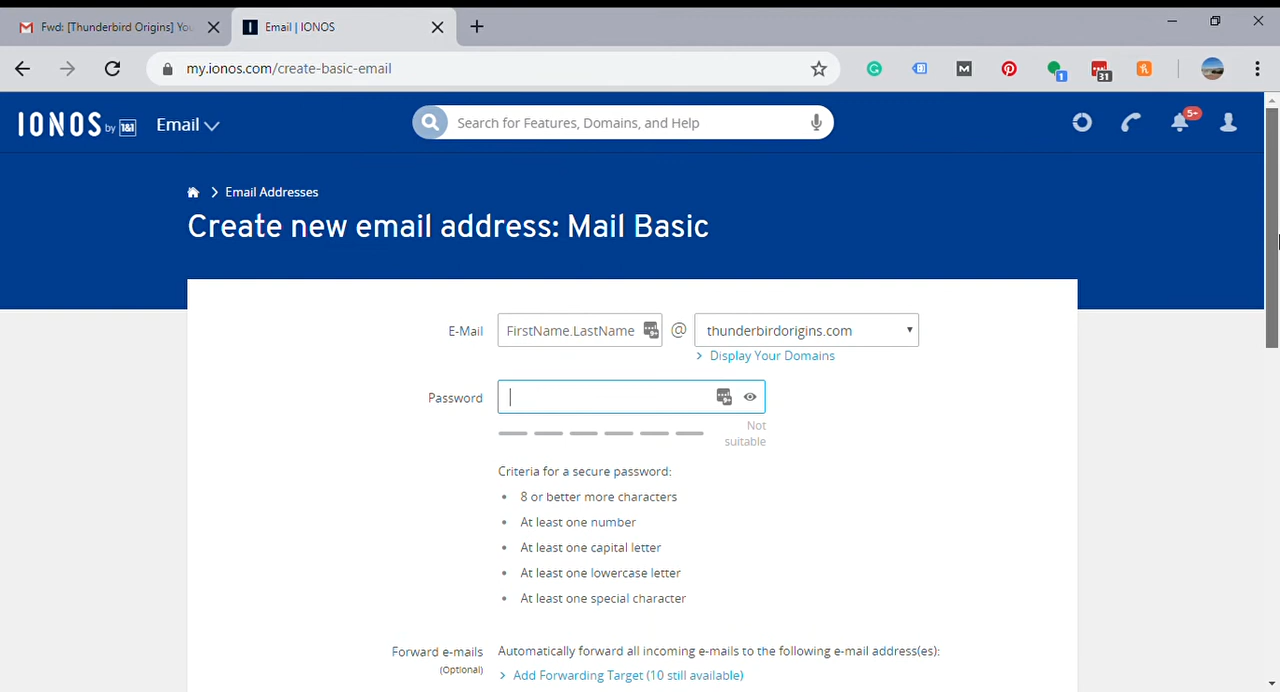 Fwd: [Thunderbird Origins] You
Email | IONOS
my.ionos.com/create-basic-email
1
31
IONOS by 1&1
Email
Search for Features, Domains, and Help
5+
Email Addresses
Create new email address: Mail Basic
E-Mail
FirstName.LastName
@
thunderbirdorigins.com
Display Your Domains
Password
Not
suitable
Criteria for a secure password:
• 8 or better more characters
• At least one number
• At least one capital letter
• At least one lowercase letter
• At least one special character
Forward e-mails
(Optional)
Automatically forward all incoming e-mails to the following e-mail address(es):
Add Forwarding Target (10 still available)